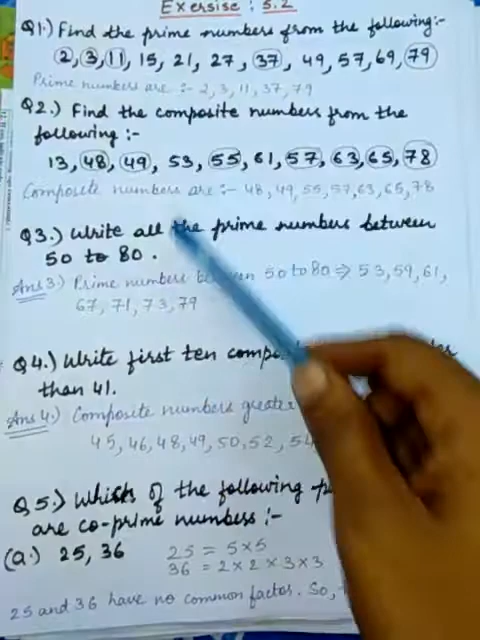 Exersise : 5.2
Q1.) Find the prime numbers from the following:-
2, 3, 11, 15, 21, 27, 37, 49, 57, 69, 79
Prime numbers are :- 2, 3, 11, 37, 79
Q2.) Find the composite numbers from the
following :-
13, 48, 49, 53, 55, 61, 57, 63, 65, 78
Composite numbers are :- 48, 49, 55, 57, 63, 65, 78
Q3.) Write all the prime numbers between
50 to 80.
Ans3.) Prime numbers between 50 to 80 ⇒ 53, 59, 61,
67, 71, 73, 79
Q4.) Write first ten
than 41.
Ans 4.) Composite numbers greater
45, 46, 48, 49, 50, 52, 54
Q5.) Which of the following
are co-prime numbers :-
(a.) 25, 36
25 = 5×5
36 = 2×2×3×3
25 and 36 have no common factor. So,